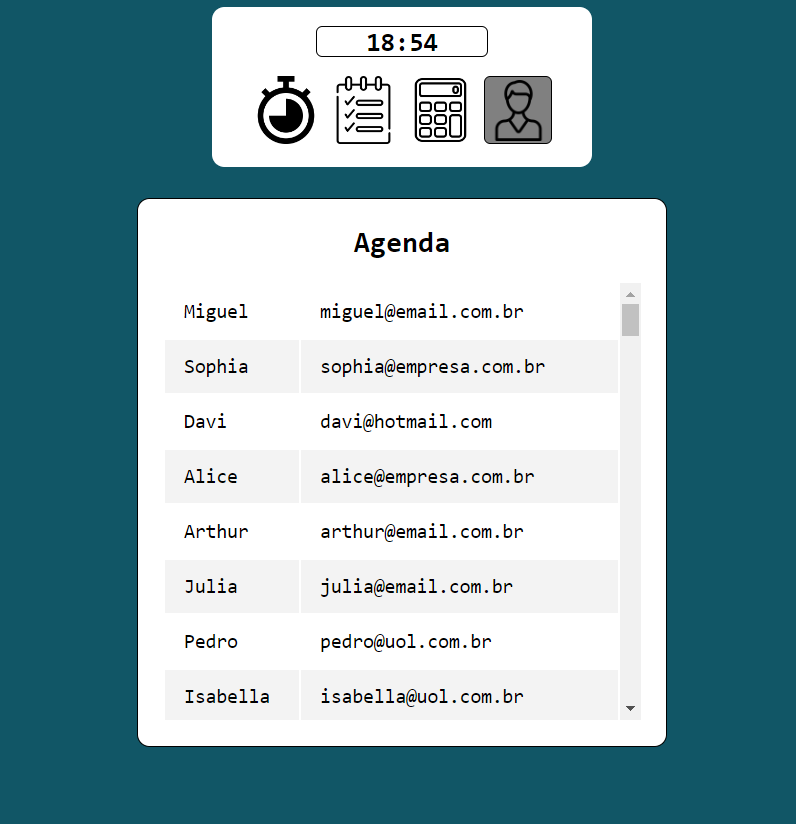 18:54
Agenda
Miguel miguel@email.com.br
Sophia sophia@empresa.com.br
Davi davi@hotmail.com
Alice alice@empresa.com.br
Arthur arthur@email.com.br
Julia julia@email.com.br
Pedro pedro@uol.com.br
Isabella isabella@uol.com.br